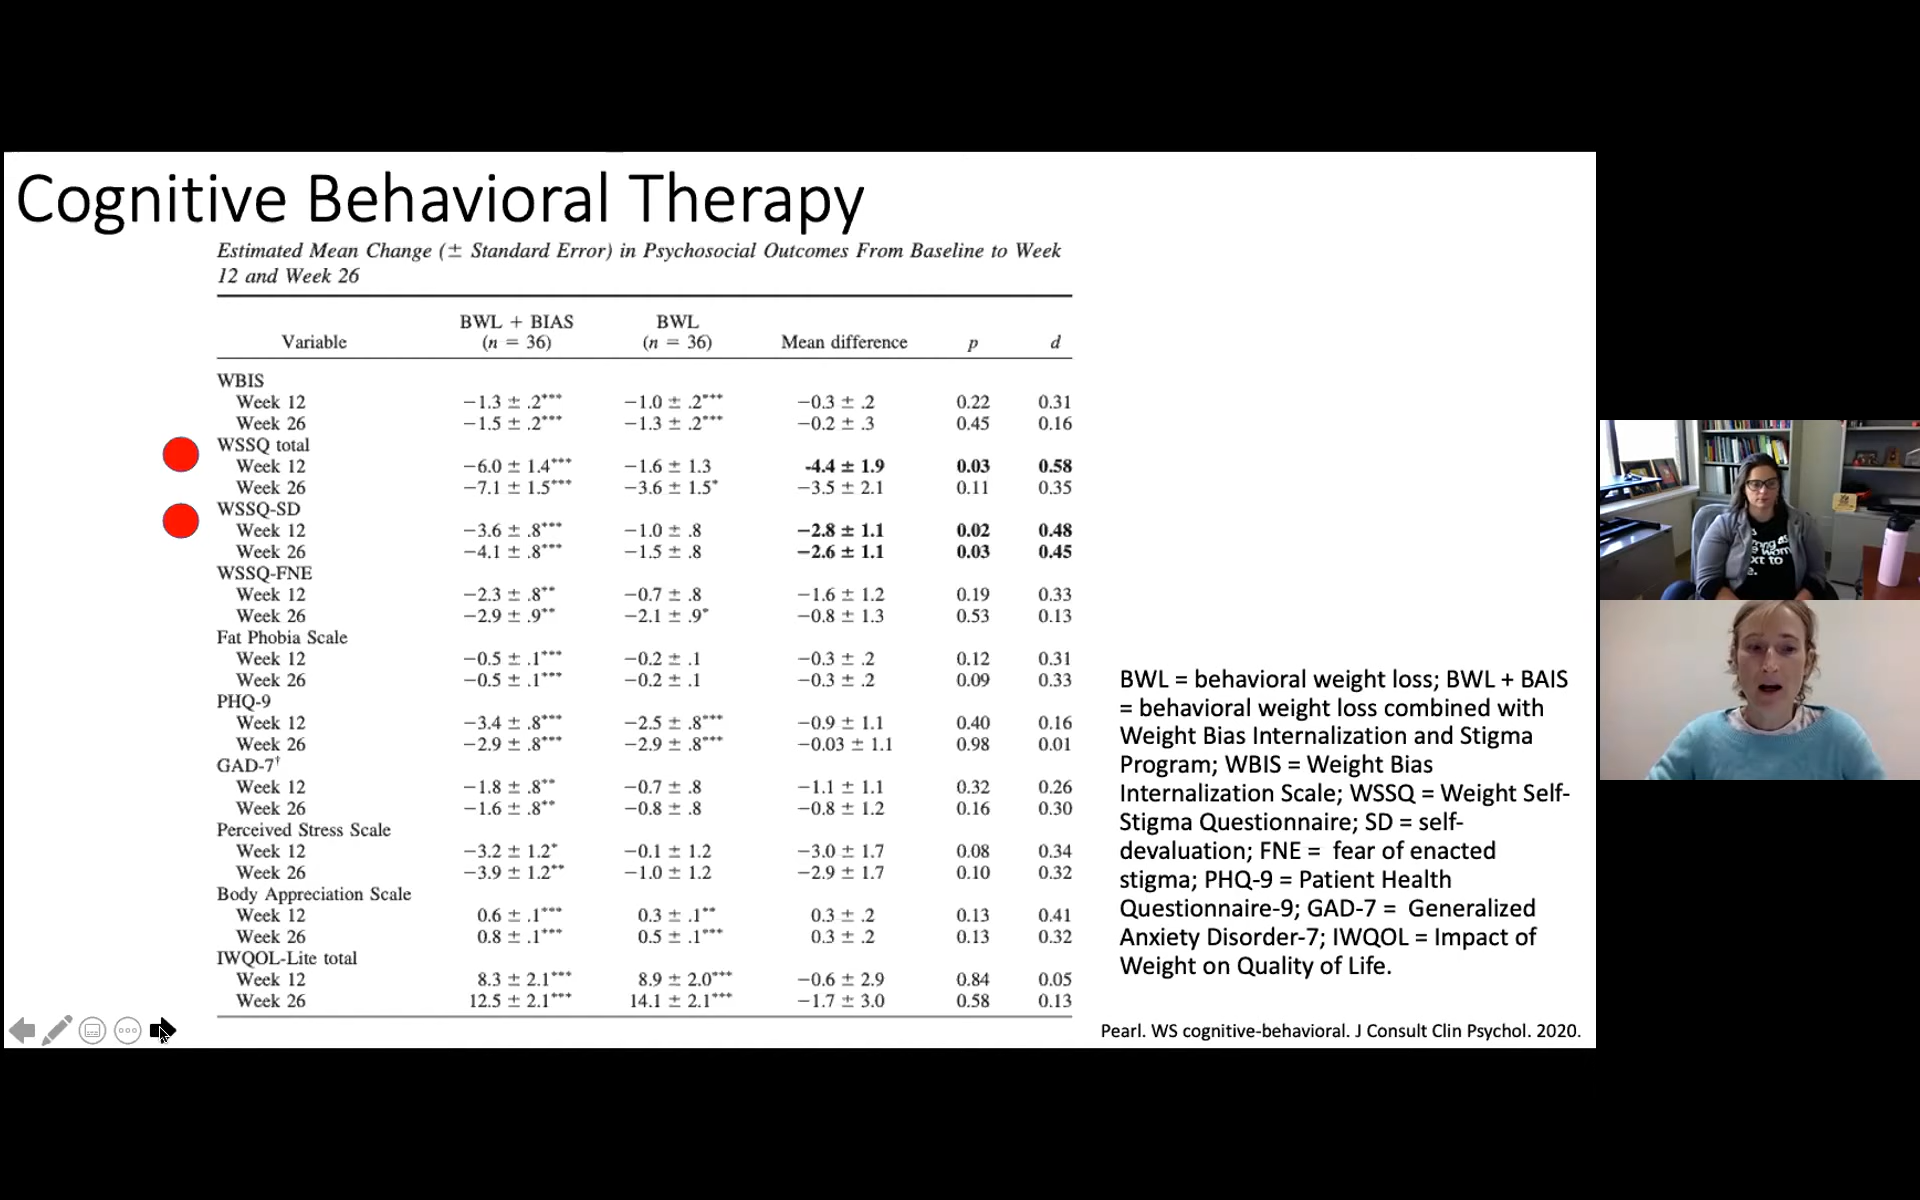 Cognitive Behavioral Therapy
Estimated Mean Change (± Standard Error) in Psychosocial Outcomes From Baseline to Week
12 and Week 26
BWL + BIAS BWL
Variable (n = 36) (n = 36) Mean difference p d
WBIS
Week 12 −1.3 ± .2*** −1.0 ± .2*** −0.3 ± .2 0.22 0.31
Week 26 −1.5 ± .2*** −1.3 ± .2*** −0.2 ± .3 0.45 0.16
WSSQ total
Week 12 −6.0 ± 1.4*** −1.6 ± 1.3 -4.4 ± 1.9 0.03 0.58
Week 26 −7.1 ± 1.5*** −3.6 ± 1.5* −3.5 ± 2.1 0.11 0.35
WSSQ-SD
Week 12 −3.6 ± .8*** −1.0 ± .8 −2.8 ± 1.1 0.02 0.48
Week 26 −4.1 ± .8*** −1.5 ± .8 −2.6 ± 1.1 0.03 0.45
WSSQ-FNE
Week 12 −2.3 ± .8** −0.7 ± .8 −1.6 ± 1.2 0.19 0.33
Week 26 −2.9 ± .9** −2.1 ± .9* −0.8 ± 1.3 0.53 0.13
Fat Phobia Scale
Week 12 −0.5 ± .1*** −0.2 ± .1 −0.3 ± .2 0.12 0.31
Week 26 −0.5 ± .1*** −0.2 ± .1 −0.3 ± .2 0.09 0.33
PHQ-9
Week 12 −3.4 ± .8*** −2.5 ± .8*** −0.9 ± 1.1 0.40 0.16
Week 26 −2.9 ± .8*** −2.9 ± .8*** −0.03 ± 1.1 0.98 0.01
GAD-7†
Week 12 −1.8 ± .8** −0.7 ± .8 −1.1 ± 1.1 0.32 0.26
Week 26 −1.6 ± .8** −0.8 ± .8 −0.8 ± 1.2 0.16 0.30
Perceived Stress Scale
Week 12 −3.2 ± 1.2* −0.1 ± 1.2 −3.0 ± 1.7 0.08 0.34
Week 26 −3.9 ± 1.2** −1.0 ± 1.2 −2.9 ± 1.7 0.10 0.32
Body Appreciation Scale
Week 12 0.6 ± .1*** 0.3 ± .1** 0.3 ± .2 0.13 0.41
Week 26 0.8 ± .1*** 0.5 ± .1*** 0.3 ± .2 0.13 0.32
IWQOL-Lite total
Week 12 8.3 ± 2.1*** 8.9 ± 2.0*** −0.6 ± 2.9 0.84 0.05
Week 26 12.5 ± 2.1*** 14.1 ± 2.1*** −1.7 ± 3.0 0.58 0.13
BWL = behavioral weight loss; BWL + BAIS
= behavioral weight loss combined with
Weight Bias Internalization and Stigma
Program; WBIS = Weight Bias
Internalization Scale; WSSQ = Weight Self-
Stigma Questionnaire; SD = self-
devaluation; FNE = fear of enacted
stigma; PHQ-9 = Patient Health
Questionnaire-9; GAD-7 = Generalized
Anxiety Disorder-7; IWQOL = Impact of
Weight on Quality of Life.
Pearl. WS cognitive-behavioral. J Consult Clin Psychol. 2020.